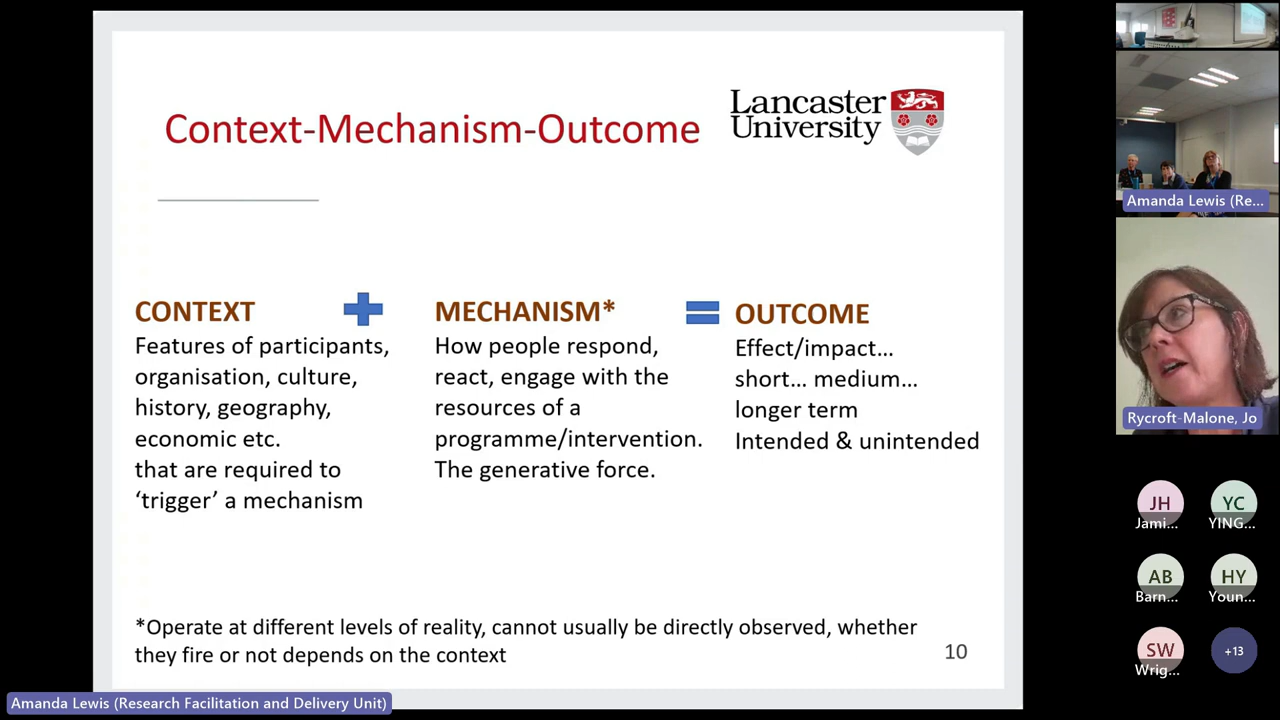 Context-Mechanism-Outcome
Lancaster
University
CONTEXT
Features of participants,
organisation, culture,
history, geography,
economic etc.
that are required to
‘trigger’ a mechanism
MECHANISM*
How people respond,
react, engage with the
resources of a
programme/intervention.
The generative force.
OUTCOME
Effect/impact…
short… medium…
longer term
Intended & unintended
*Operate at different levels of reality, cannot usually be directly observed, whether
they fire or not depends on the context
10
Amanda Lewis (Re...
Rycroft-Malone, Jo
JH
Jami...
YC
YING...
AB
Barn...
HY
Youn...
SW
Wrig...
+13
Amanda Lewis (Research Facilitation and Delivery Unit)